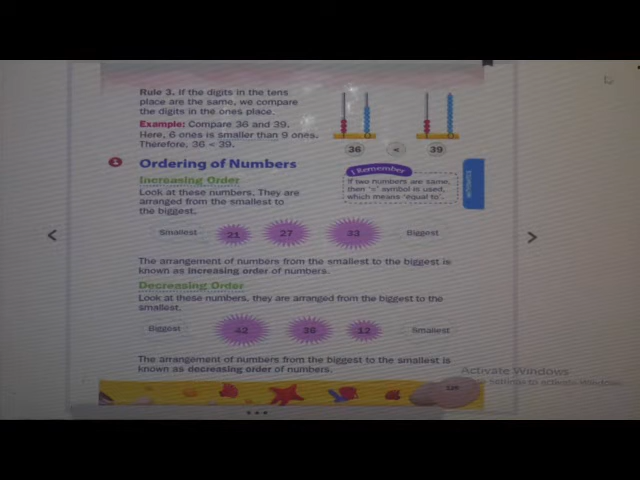 Rule 3. If the digits in the tens
place are the same, we compare
the digits in the ones place.
Example: Compare 36 and 39.
Here, 6 ones is smaller than 9 ones.
Therefore, 36 < 39.
36 < 39
Ordering of Numbers
I Remember
If two numbers are same,
then '=' symbol is used,
which means 'equal to'.
Increasing Order
Look at these numbers. They are
arranged from the smallest to
the biggest.
Smallest 21 27 33 Biggest
The arrangement of numbers from the smallest to the biggest is
known as increasing order of numbers.
Decreasing Order
Look at these numbers, they are arranged from the biggest to the
smallest.
Biggest 42 36 12 Smallest
The arrangement of numbers from the biggest to the smallest is
known as decreasing order of numbers.
Activate Windows
Settings to activate Windows.